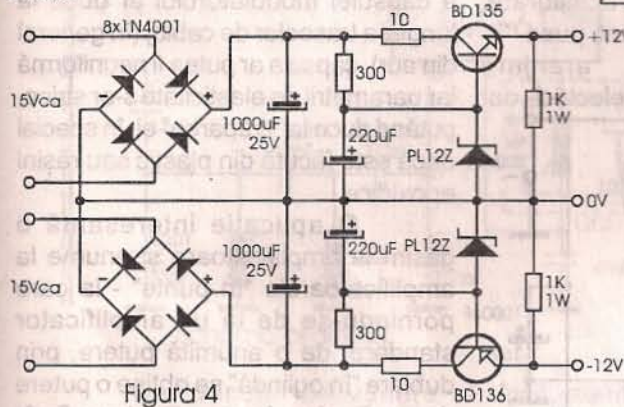 8x1N4001
10
BD135
+12V
15Vca
300
1K
1W
1000uF
25V
220uF
PL12Z
0V
15Vca
1000uF
25V
220uF
PL12Z
1K
1W
300
10
BD136
-12V
Figura 4